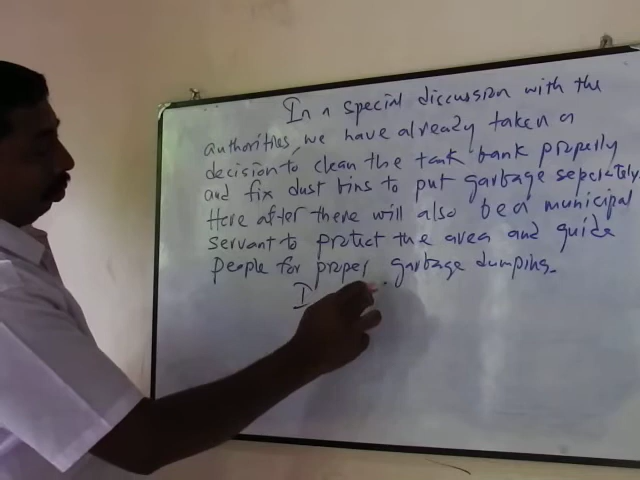 In a special discussion with the
authorities, we have already taken a
decision to clean the tank bank properly
and fix dust bins to put garbage seperately.
Here after there will also be a municipal
servant to protect the area and guide
people for proper garbage dumping.
I